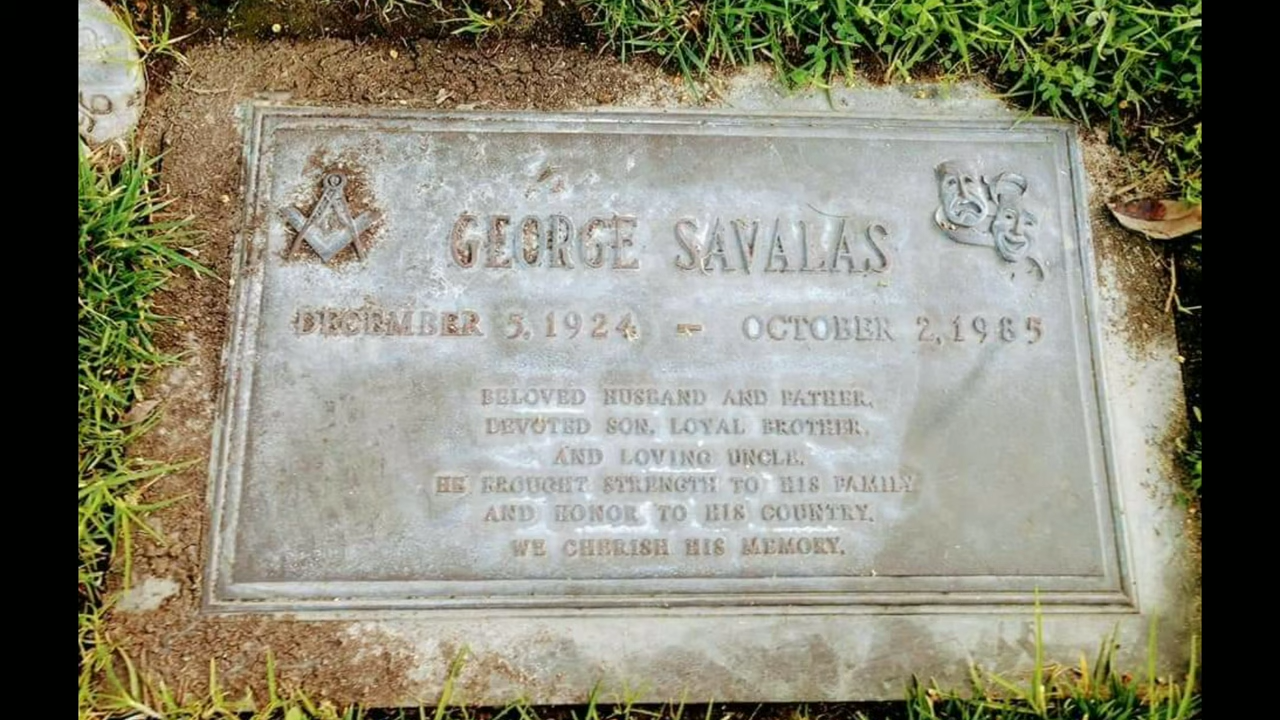 GEORGE SAVALAS
DECEMBER 5, 1924 - OCTOBER 2, 1985
BELOVED HUSBAND AND FATHER,
DEVOTED SON, LOYAL BROTHER,
AND LOVING UNCLE.
HE BROUGHT STRENGTH TO HIS FAMILY
AND HONOR TO HIS COUNTRY.
WE CHERISH HIS MEMORY.